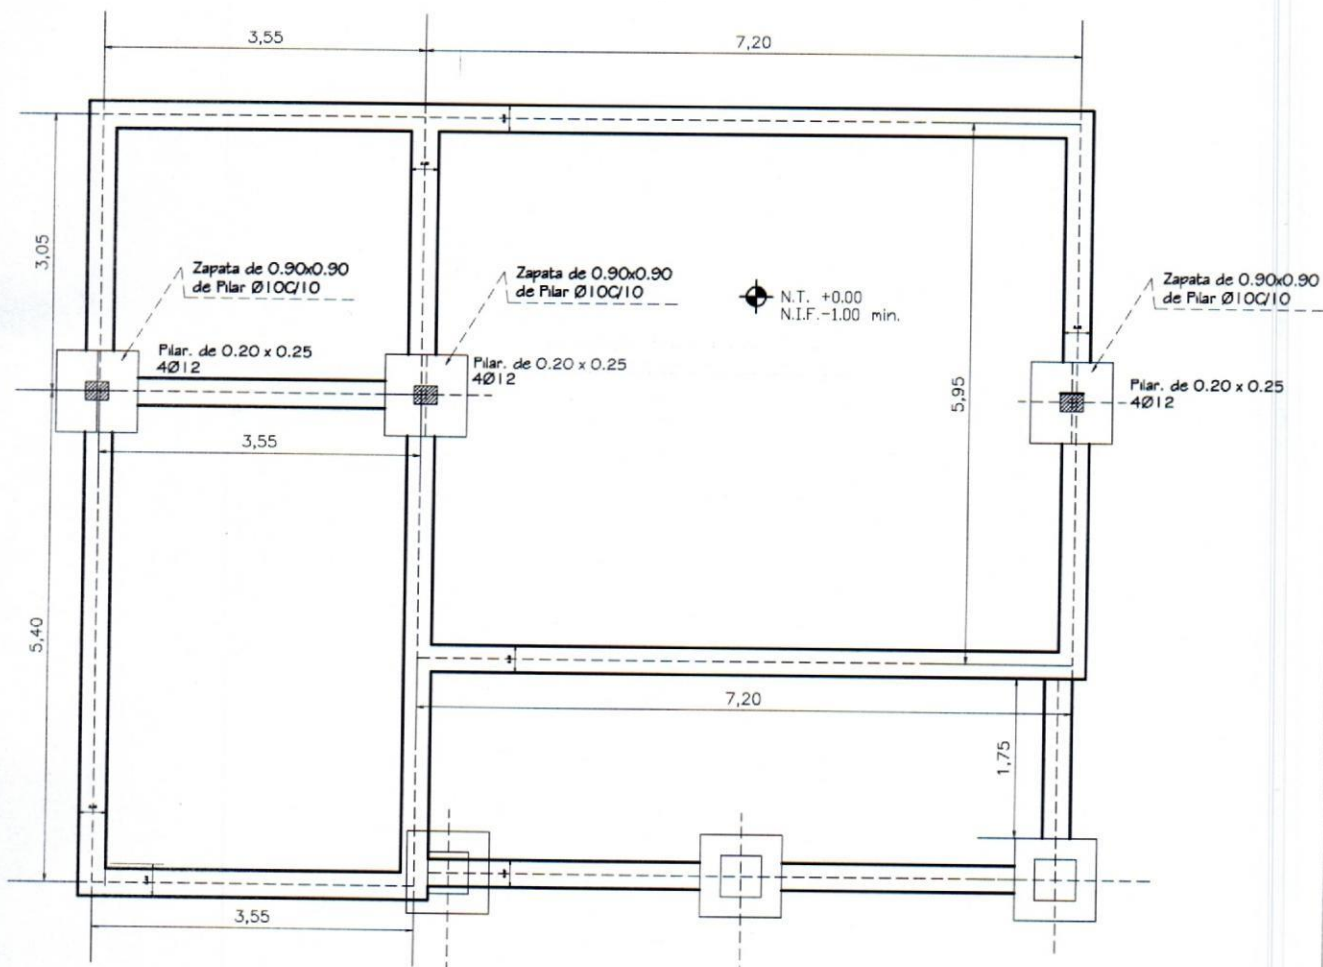 3,55
7,20
3,05
Zapata de 0.90x0.90
de Pilar Ø10C/10
Zapata de 0.90x0.90
de Pilar Ø10C/10
N.T. +0.00
N.I.F.-1.00 min.
Zapata de 0.90x0.90
de Pilar Ø10C/10
Pilar. de 0.20 x 0.25
4Ø12
Pilar. de 0.20 x 0.25
4Ø12
Pilar. de 0.20 x 0.25
4Ø12
5,95
3,55
5,40
7,20
1,75
3,55